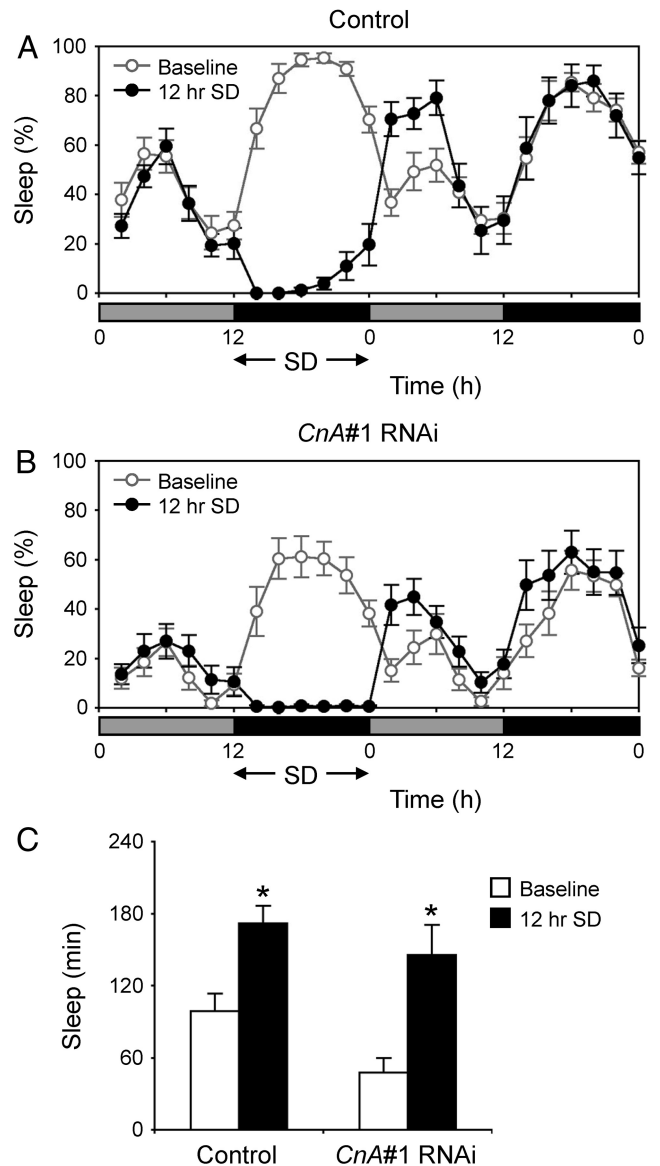 Control
A
100
80
60
40
20
0
Sleep (%)
Baseline
12 hr SD
0 12 0 12 0
SD
Time (h)
CnA#1 RNAi
B
100
80
60
40
20
0
Sleep (%)
Baseline
12 hr SD
0 12 0 12 0
SD
Time (h)
C
240
180
120
60
0
Sleep (min)
* *
Baseline
12 hr SD
Control CnA#1 RNAi